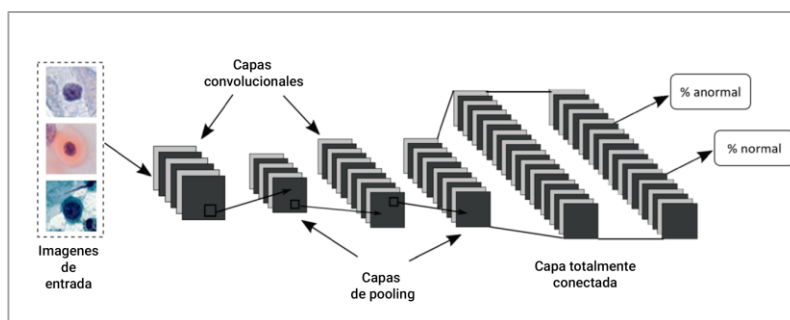 Capas
convolucionales
% anormal
% normal
Imagenes
de
entrada
Capas
de pooling
Capa totalmente
conectada